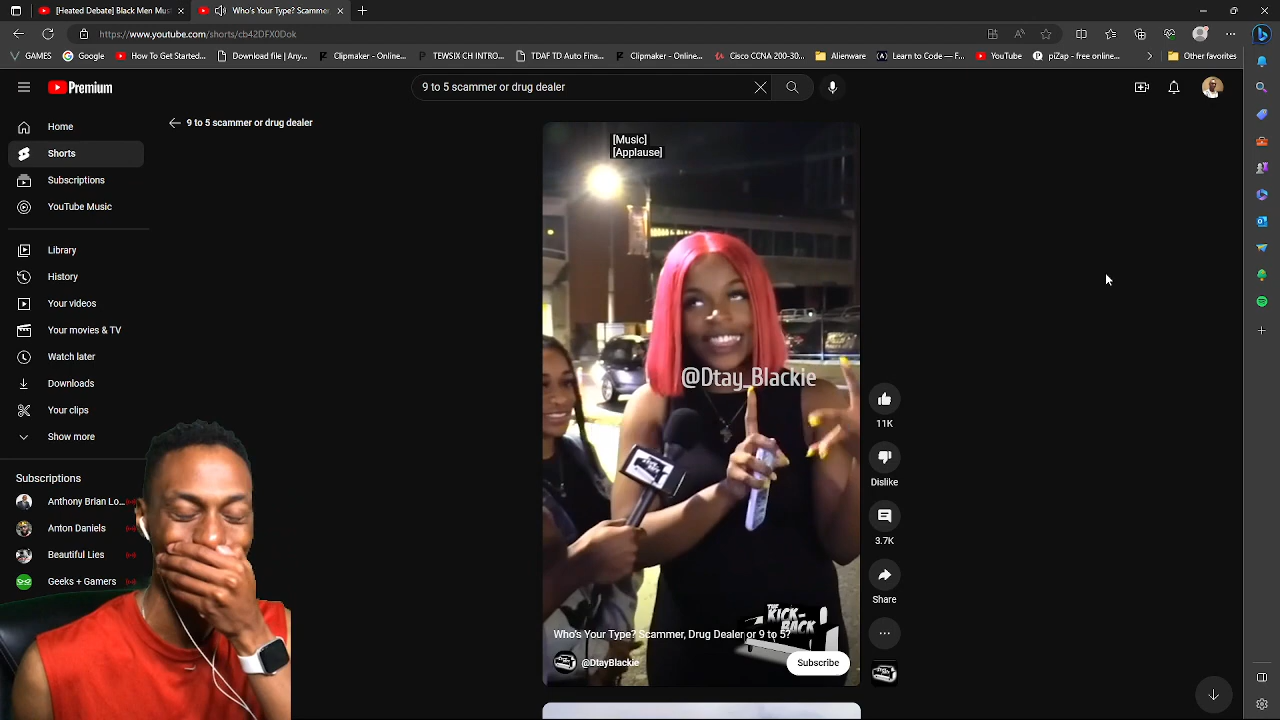 [Heated Debate] Black Men Mus
Who's Your Type? Scammer
https://www.youtube.com/shorts/cb42DFX0Dok
GAMES
Google
How To Get Started...
Download file | Any...
Clipmaker - Online...
TEWSIX CH INTRO...
TDAF TD Auto Fina...
Clipmaker - Online...
Cisco CCNA 200-30...
Alienware
Learn to Code — F...
YouTube
piZap - free online...
Other favorites
Premium
9 to 5 scammer or drug dealer
9 to 5 scammer or drug dealer
Home
Shorts
Subscriptions
YouTube Music
Library
History
Your videos
Your movies & TV
Watch later
Downloads
Your clips
Show more
Subscriptions
Anthony Brian Lo...
Anton Daniels
Beautiful Lies
Geeks + Gamers
[Music]
[Applause]
@Dtay_Blackie
THE
KICK-
BACK
Who's Your Type? Scammer, Drug Dealer or 9 to 5?
@DtayBlackie
Subscribe
11K
Dislike
3.7K
Share